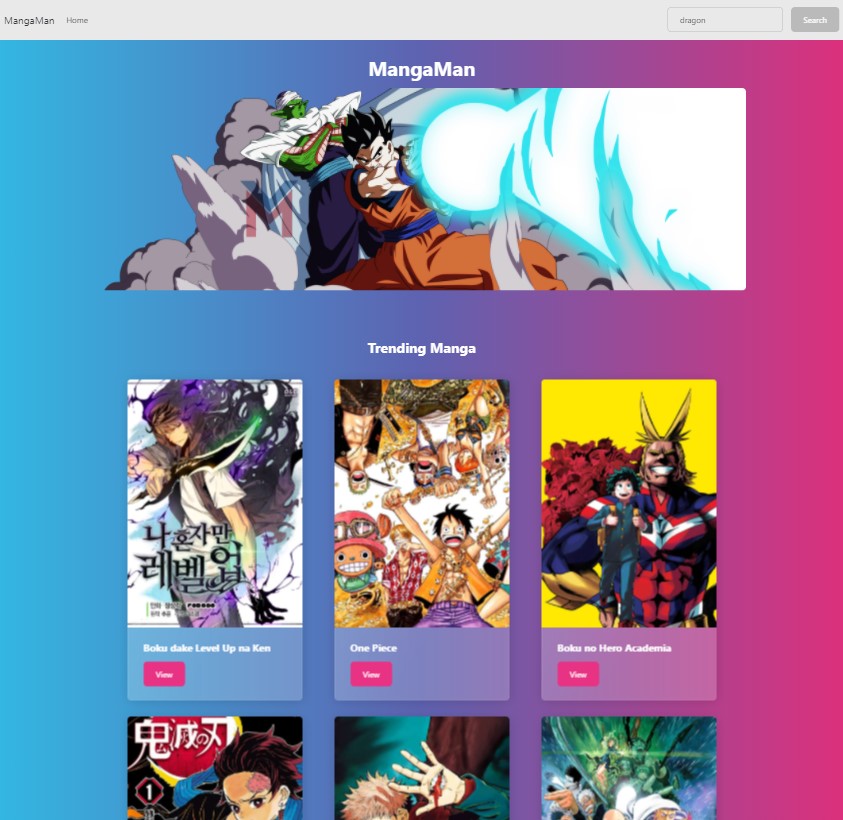 MangaMan
Home
dragon
Search
MangaMan
M
Trending Manga
나 혼자만
레벨업
Boku dake Level Up na Ken
View
One Piece
View
Boku no Hero Academia
View
鬼滅の刃
1